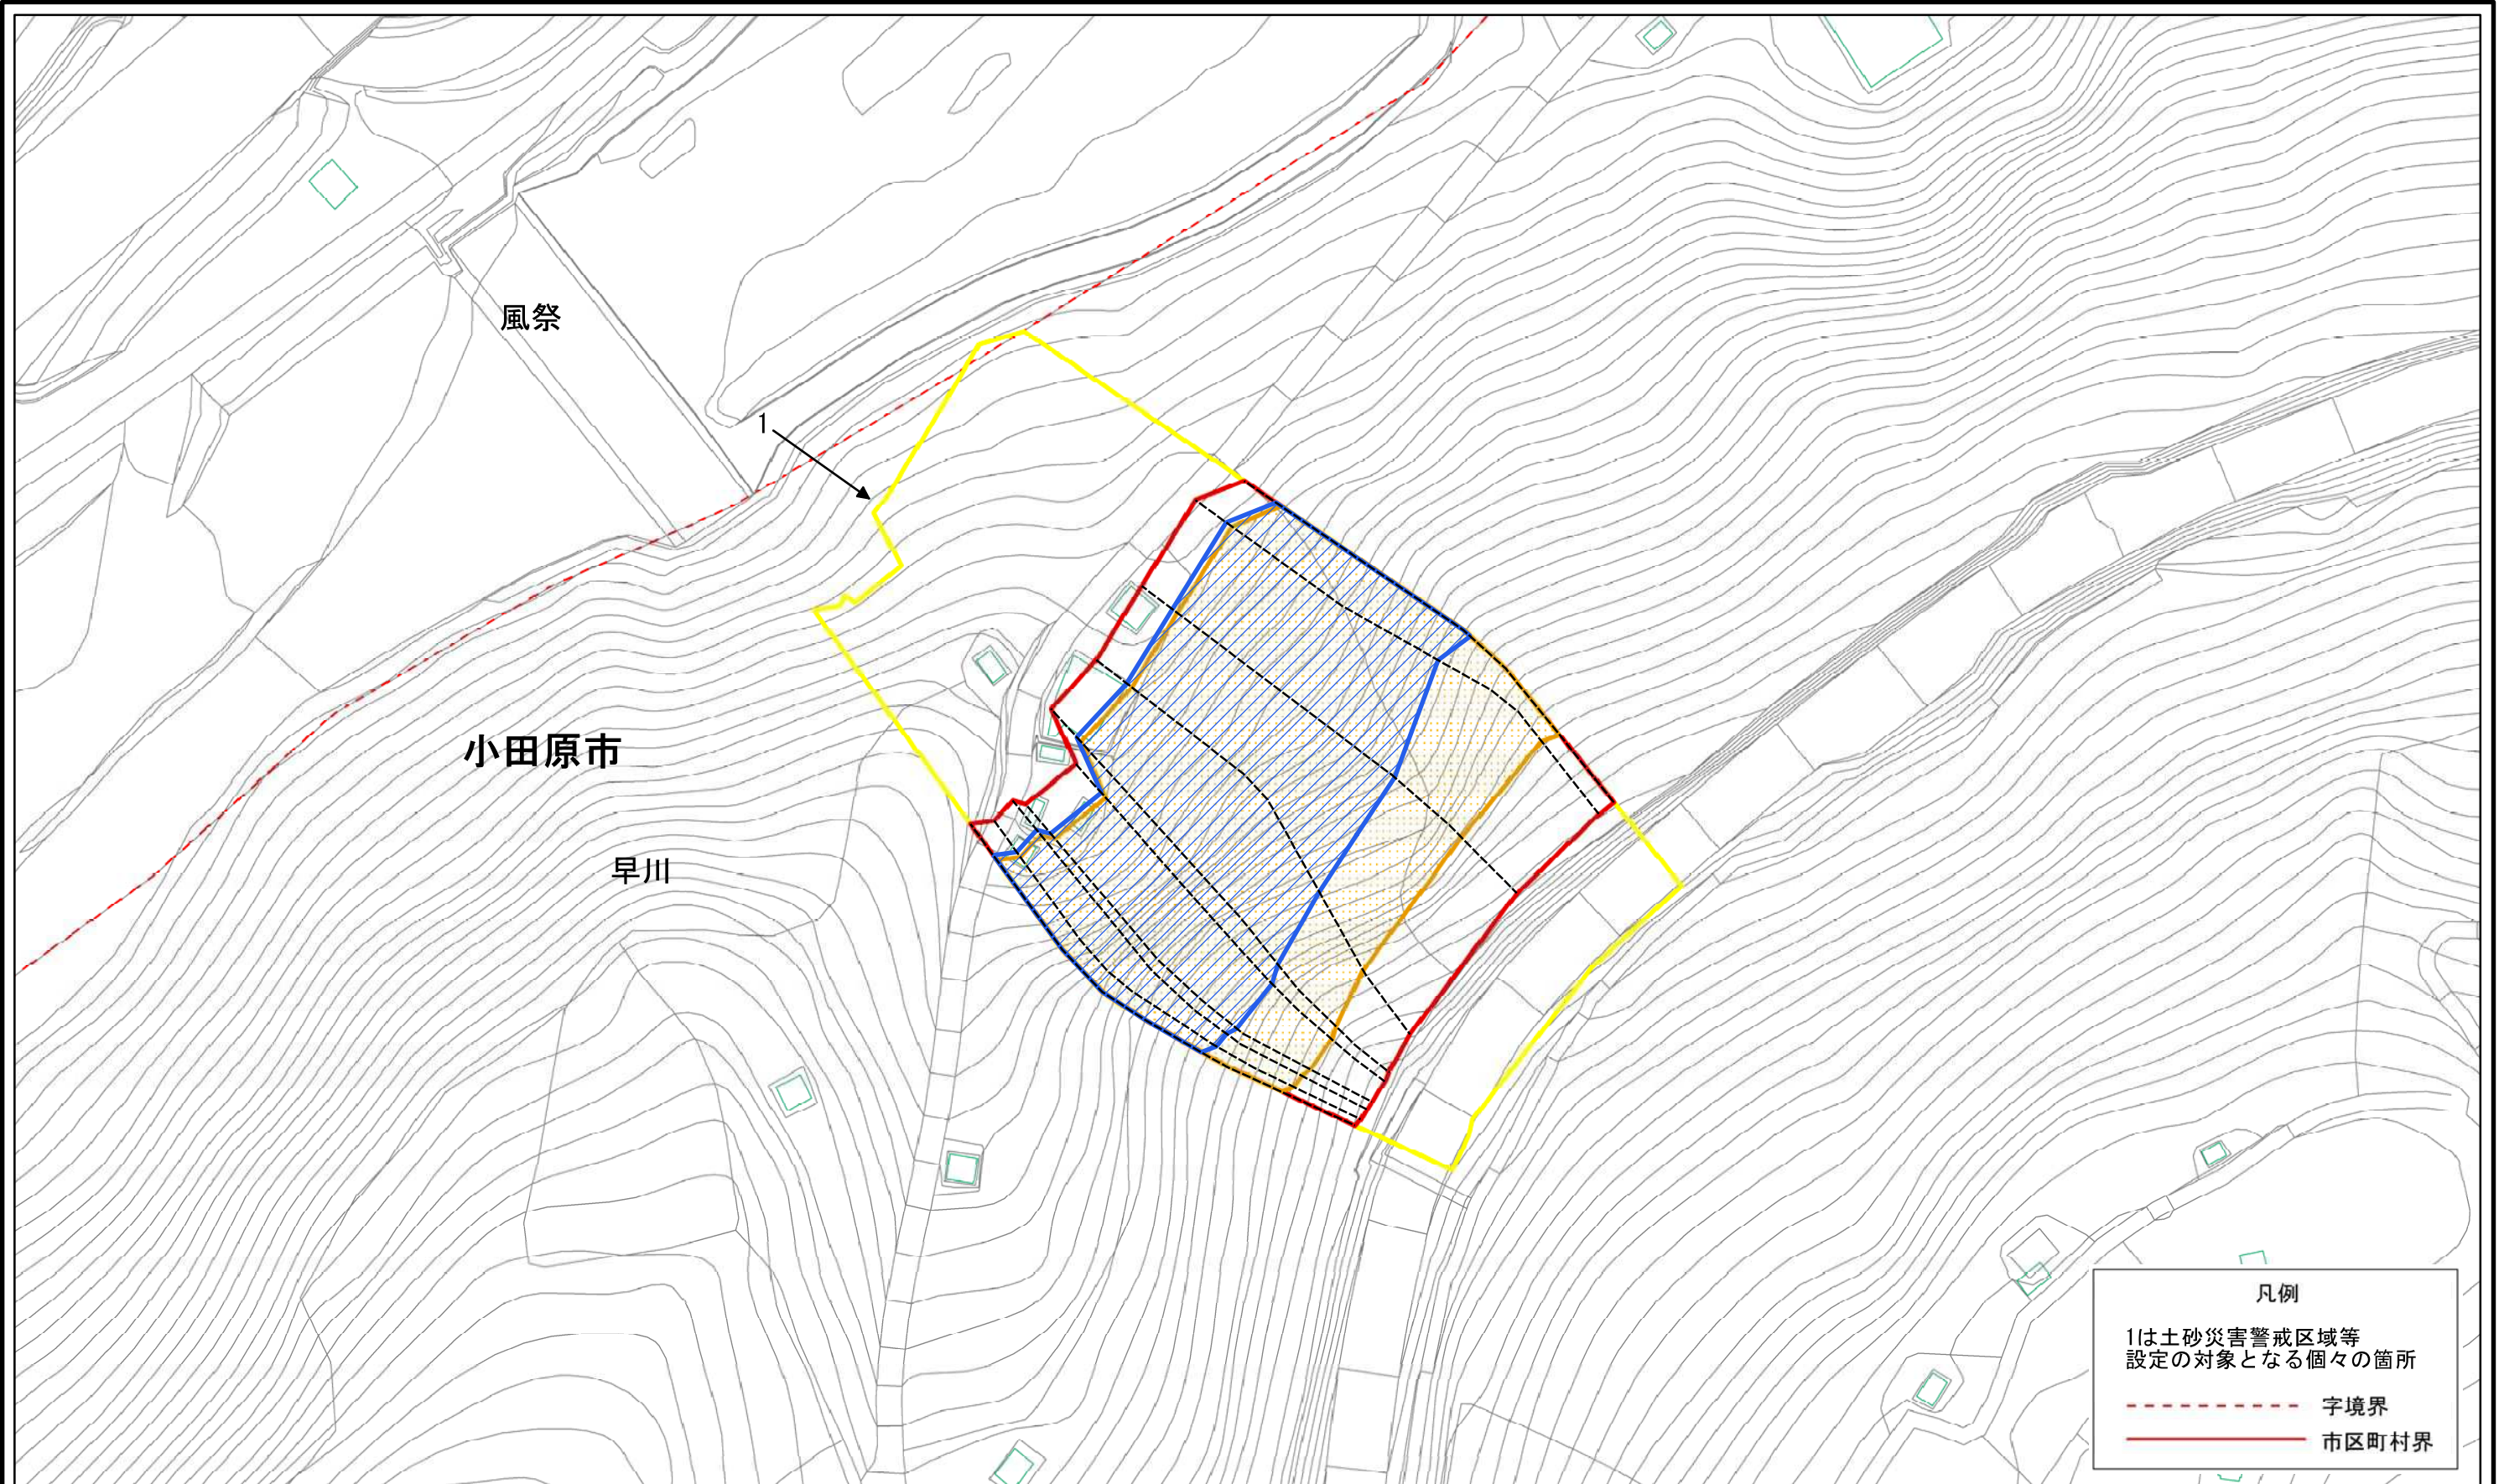 風祭
1
小田原市
早川
凡例
1は土砂災害警戒区域等
設定の対象となる個々の箇所
字境界
市区町村界